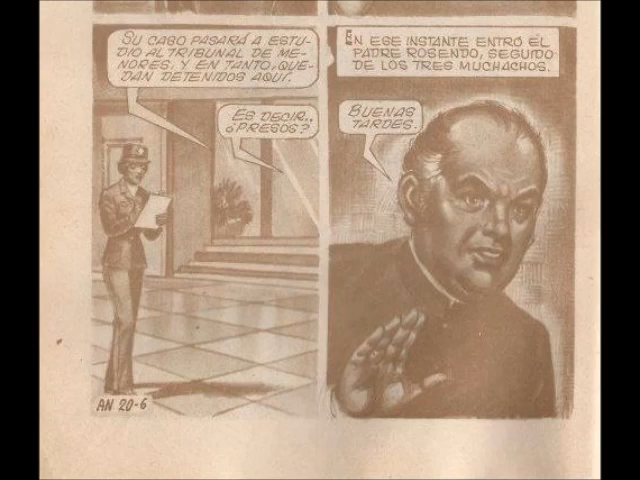 SU CASO PASARÁ A ESTU-
DIO AL TRIBUNAL DE ME-
NORES. Y EN TANTO, QUE-
DAN DETENIDOS AQUÍ.
ES DECIR..,
¿PRESOS?
AN 20-6
EN ESE INSTANTE ENTRÓ EL
PADRE ROSENDO, SEGUIDO
DE LOS TRES MUCHACHOS.
BUENAS
TARDES.